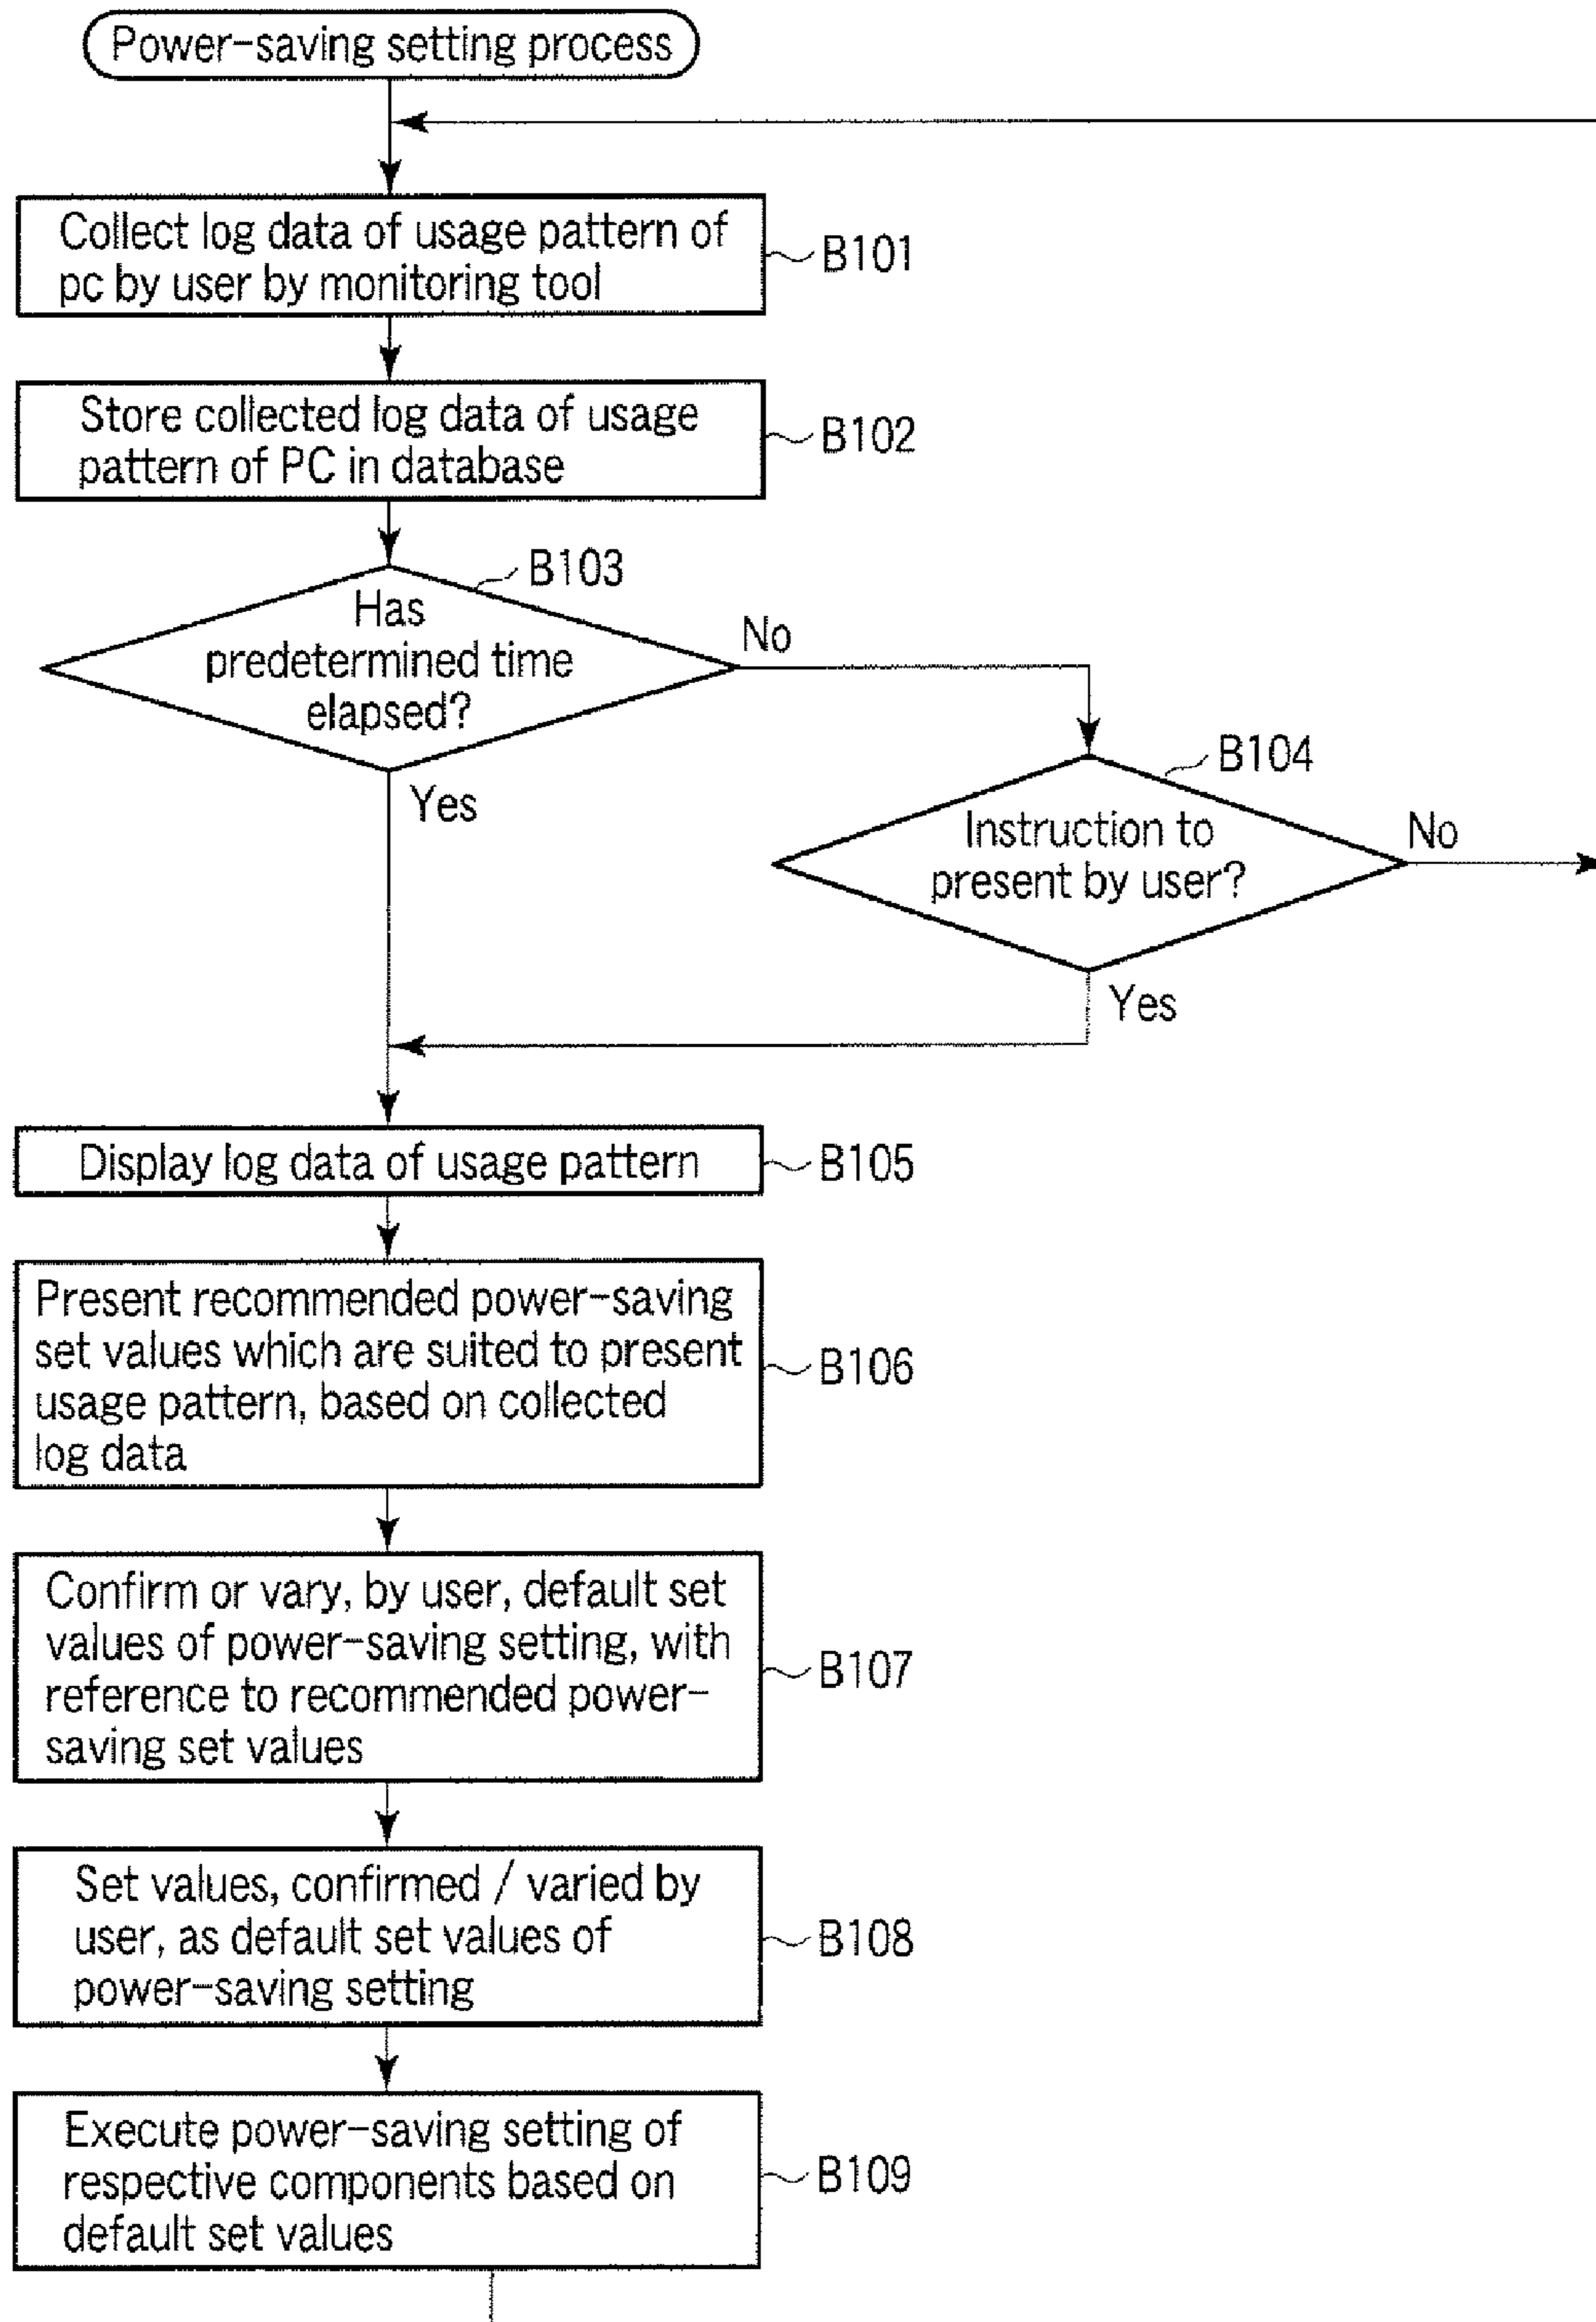 Power-saving setting process
Collect log data of usage pattern of
pc by user by monitoring tool
B101
Store collected log data of usage
pattern of PC in database
B102
B103
Has
predetermined time
elapsed?
No
Yes
B104
Instruction to
present by user?
No
Yes
Display log data of usage pattern
B105
Present recommended power-saving
set values which are suited to present
usage pattern, based on collected
log data
B106
Confirm or vary, by user, default set
values of power-saving setting, with
reference to recommended power-
saving set values
B107
Set values, confirmed / varied by
user, as default set values of
power-saving setting
B108
Execute power-saving setting of
respective components based on
default set values
B109